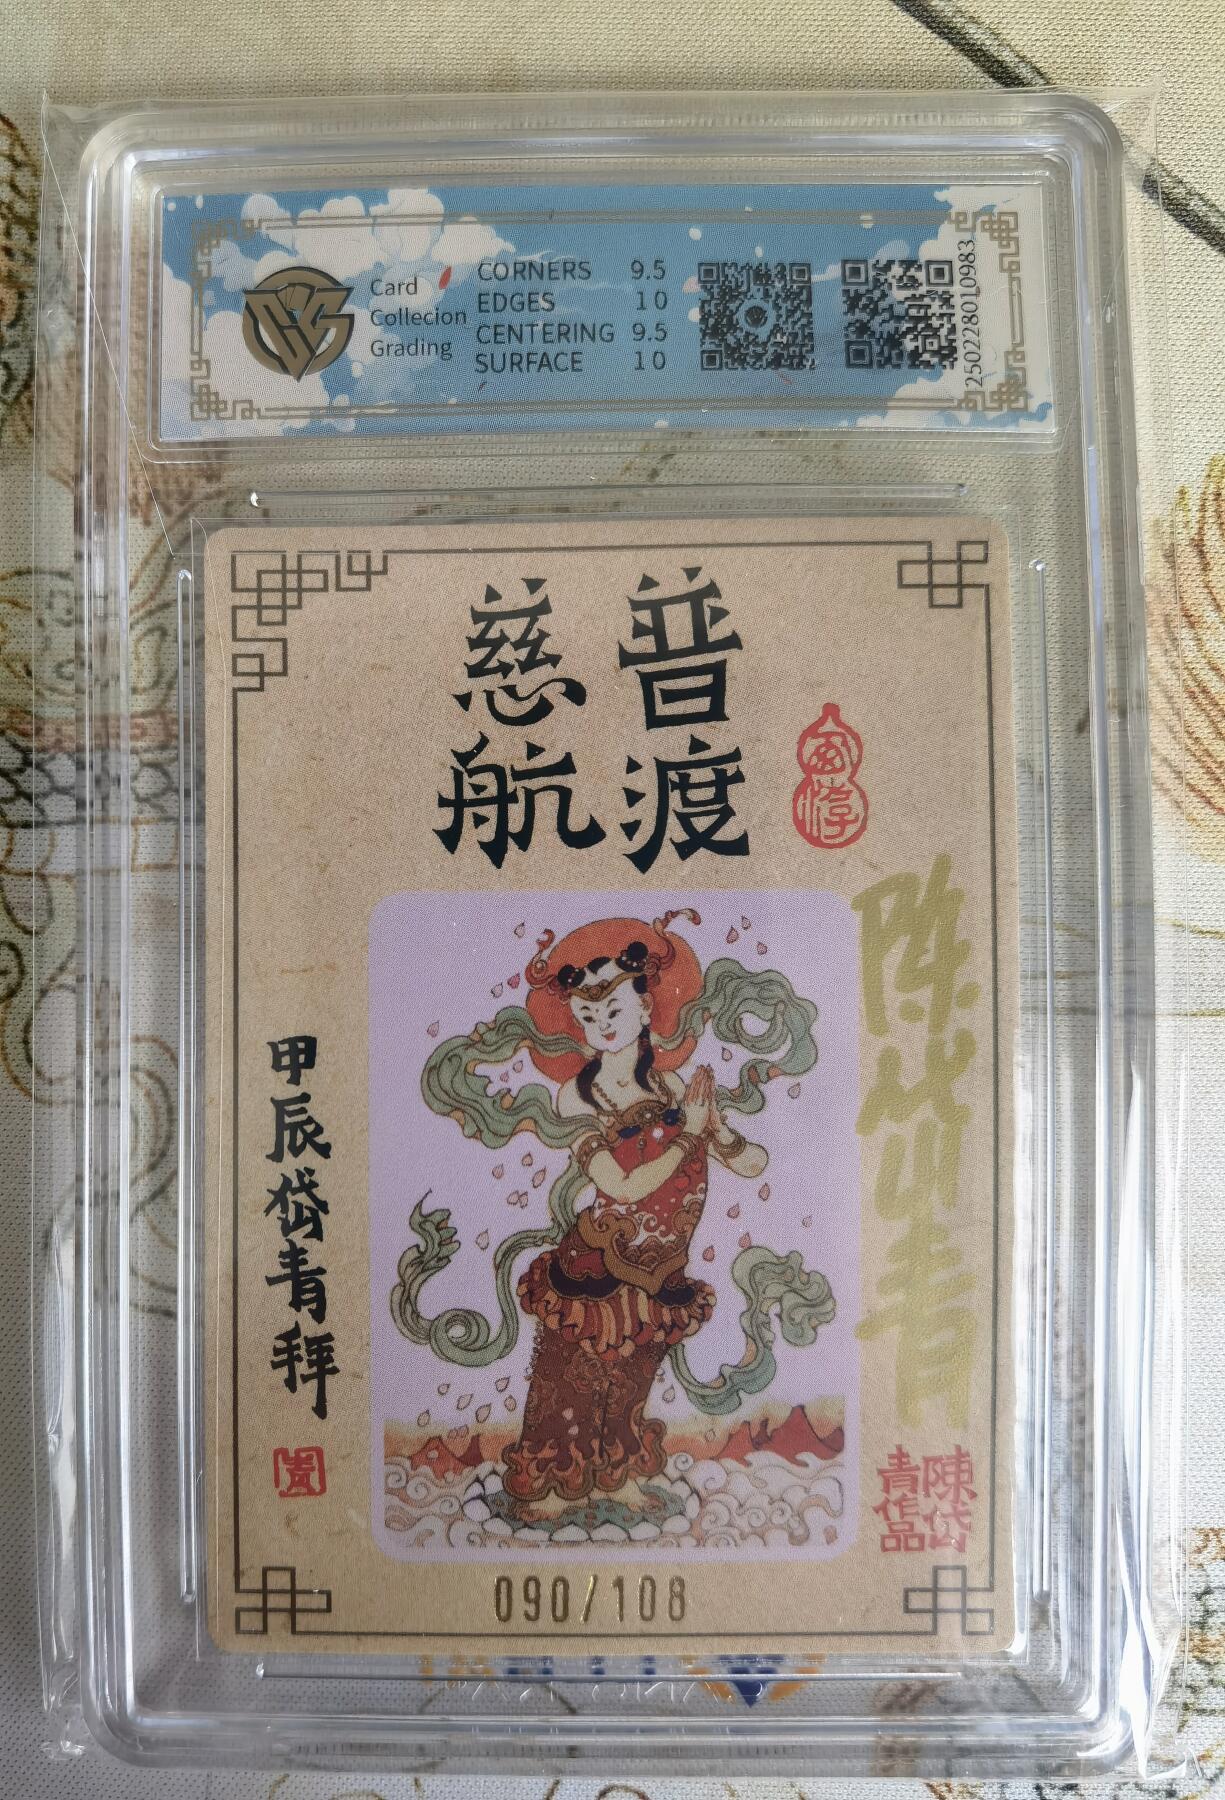 Card
Collecion
Grading
CORNERS 9.5
EDGES 10
CENTERING 9.5
SURFACE 10
2502228010983
普渡
慈航
陈岱青
甲辰岱青拜
陳岱
青作品
090/108